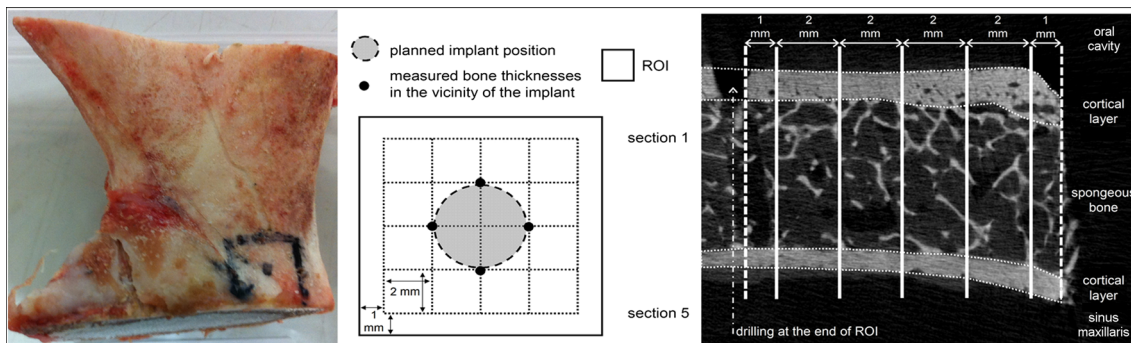 planned implant position
measured bone thicknesses
in the vicinity of the implant
ROI
section 1
2 mm
1
mm
section 5
1
mm
2
mm
2
mm
2
mm
2
mm
1
mm
oral
cavity
cortical
layer
spongeous
bone
cortical
layer
sinus
maxillaris
drilling at the end of ROI